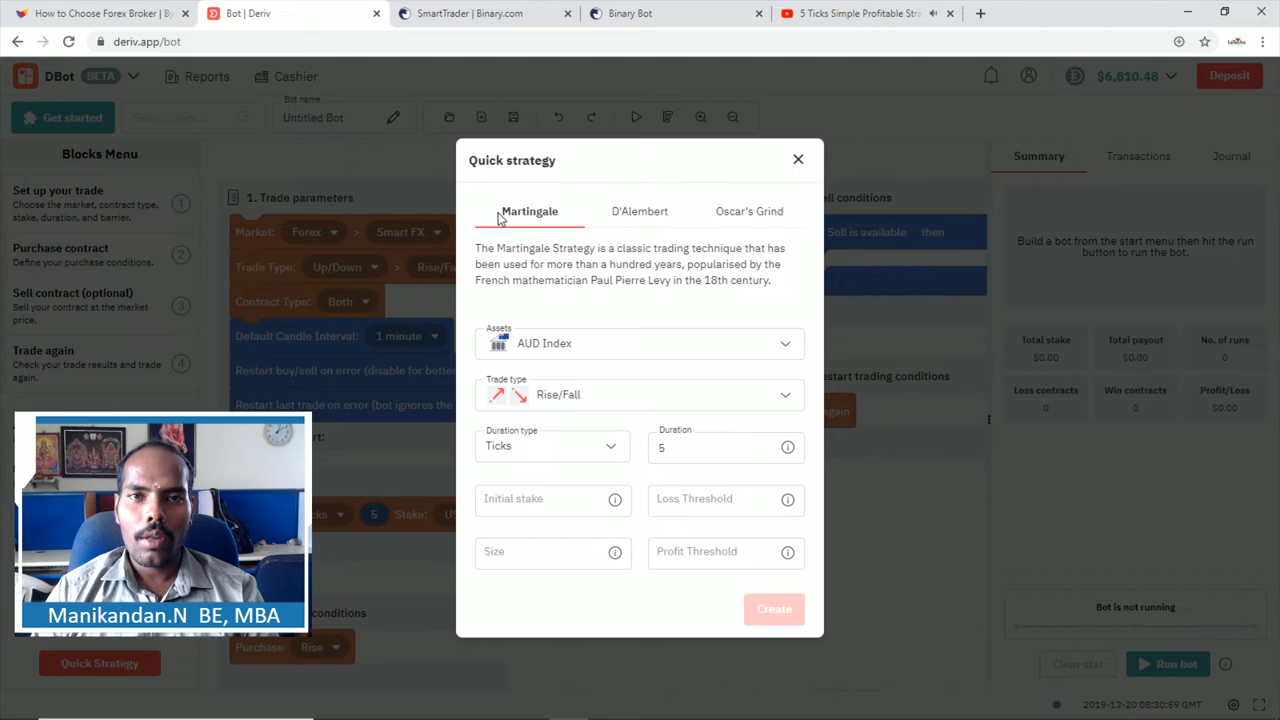 How to Choose Forex Broker | By
Bot | Deriv
SmartTrader | Binary.com
Binary Bot
5 Ticks Simple Profitable Stra
deriv.app/bot
DBot BETA
Reports
Cashier
$6,810.48
Deposit
Get started
Bot name
Untitled Bot
Blocks Menu
Set up your trade
Choose the market, contract type,
stake, duration, and barrier.
1
Purchase contract
Define your purchase conditions.
2
Sell contract (optional)
Sell your contract at the market
price.
3
Trade again
Check your trade results and trade
again.
4
Quick Strategy
1. Trade parameters
Market: Forex > Smart FX
Trade Type: Up/Down > Rise/Fa
Contract Type: Both
Default Candle Interval: 1 minute
Restart buy/sell on error (disable for better
Restart last trade on error (bot ignores the
5 Stake: US
conditions
Purchase Rise
ell conditions
Sell is available then
estart trading conditions
gain
Quick strategy
Martingale
D'Alembert
Oscar's Grind
The Martingale Strategy is a classic trading technique that has
been used for more than a hundred years, popularised by the
French mathematician Paul Pierre Levy in the 18th century.
Assets
AUD Index
Trade type
Rise/Fall
Duration type
Ticks
Duration
5
Initial stake
Loss Threshold
Size
Profit Threshold
Create
Summary
Transactions
Journal
Build a bot from the start menu then hit the run
button to run the bot.
Total stake
$0.00
Total payout
$0.00
No. of runs
0
Loss contracts
0
Win contracts
0
Profit/Loss
$0.00
Bot is not running
Clear stat
Run bot
2019-12-20 08:30:59 GMT
Manikandan.N BE, MBA